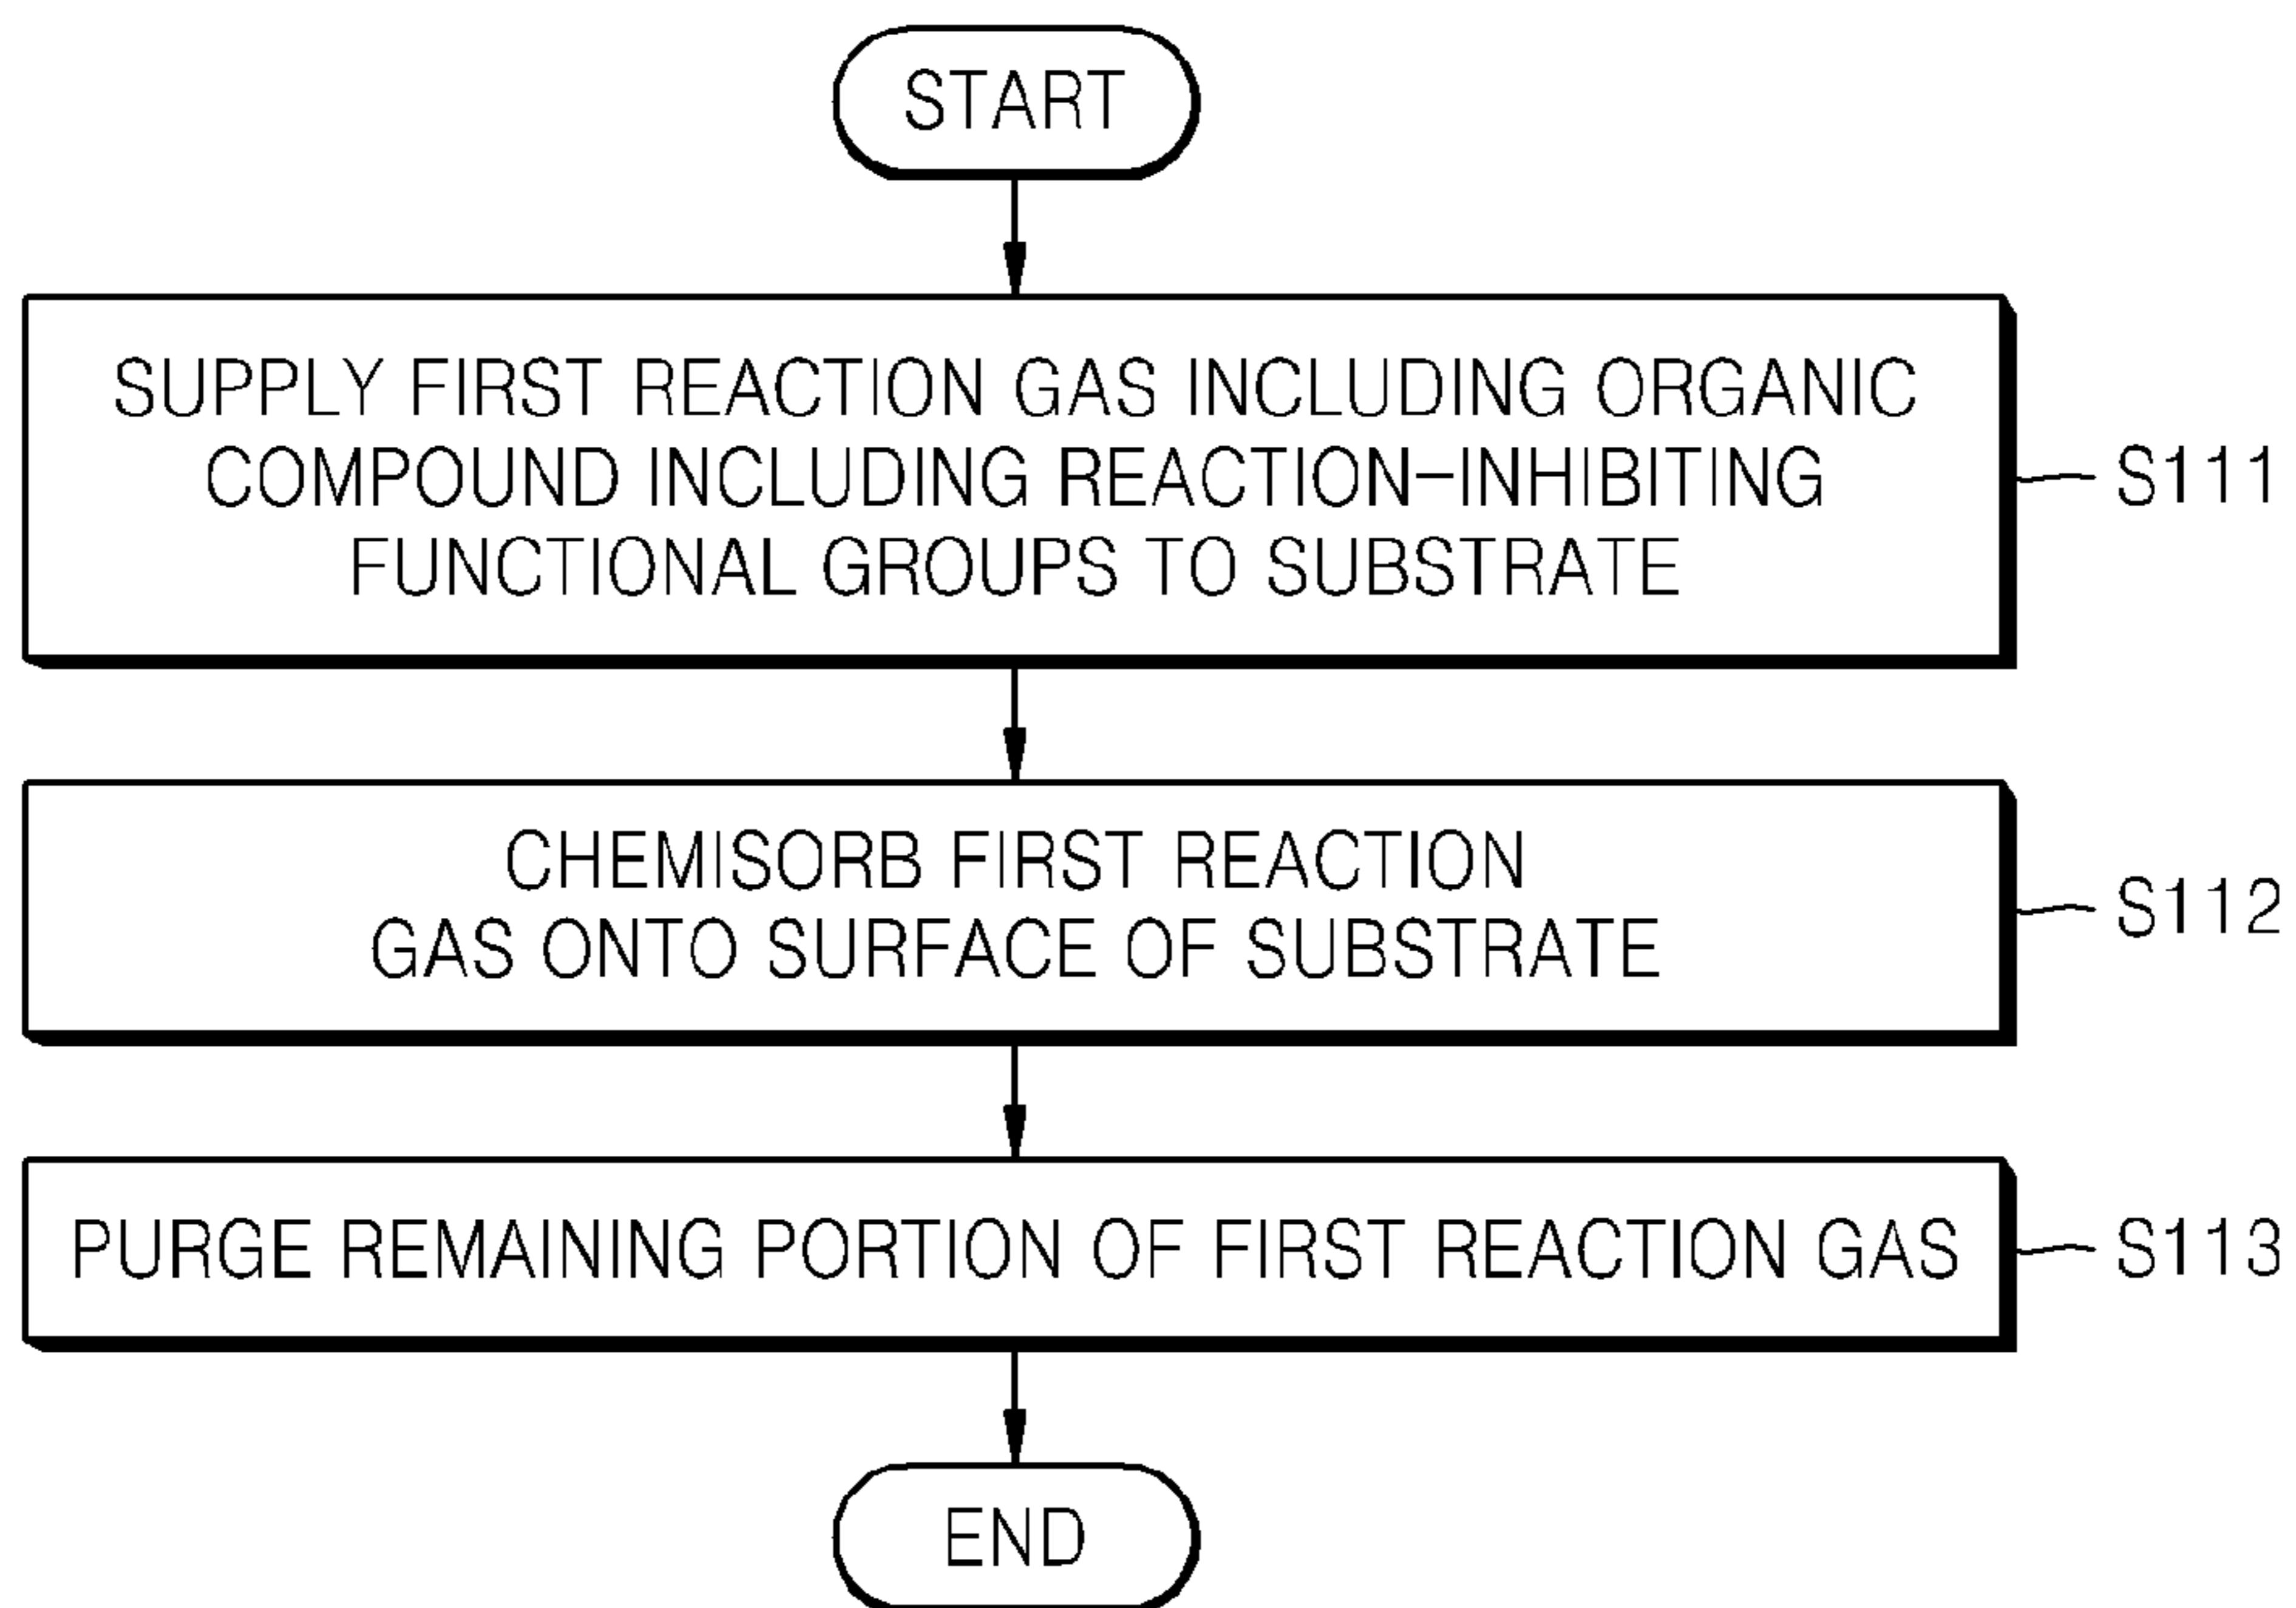 START
SUPPLY FIRST REACTION GAS INCLUDING ORGANIC
COMPOUND INCLUDING REACTION-INHIBITING
FUNCTIONAL GROUPS TO SUBSTRATE
S111
CHEMISORB FIRST REACTION
GAS ONTO SURFACE OF SUBSTRATE
S112
PURGE REMAINING PORTION OF FIRST REACTION GAS
S113
END